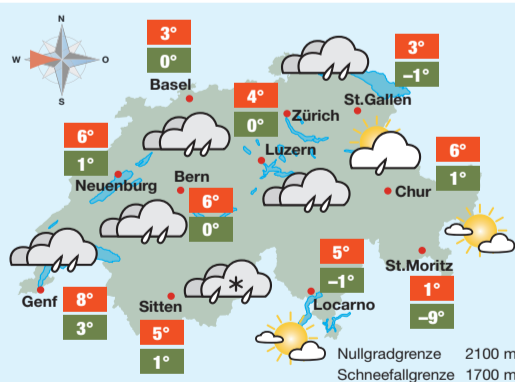 N
W
O
S
3°
0°
Basel
3°
–1°
St.Gallen
4°
0°
Zürich
Luzern
6°
1°
Neuenburg
Bern
6°
0°
6°
1°
Chur
Genf
8°
3°
Sitten
5°
1°
5°
–1°
Locarno
St.Moritz
1°
–9°
Nullgradgrenze 2100 m
Schneefallgrenze 1700 m